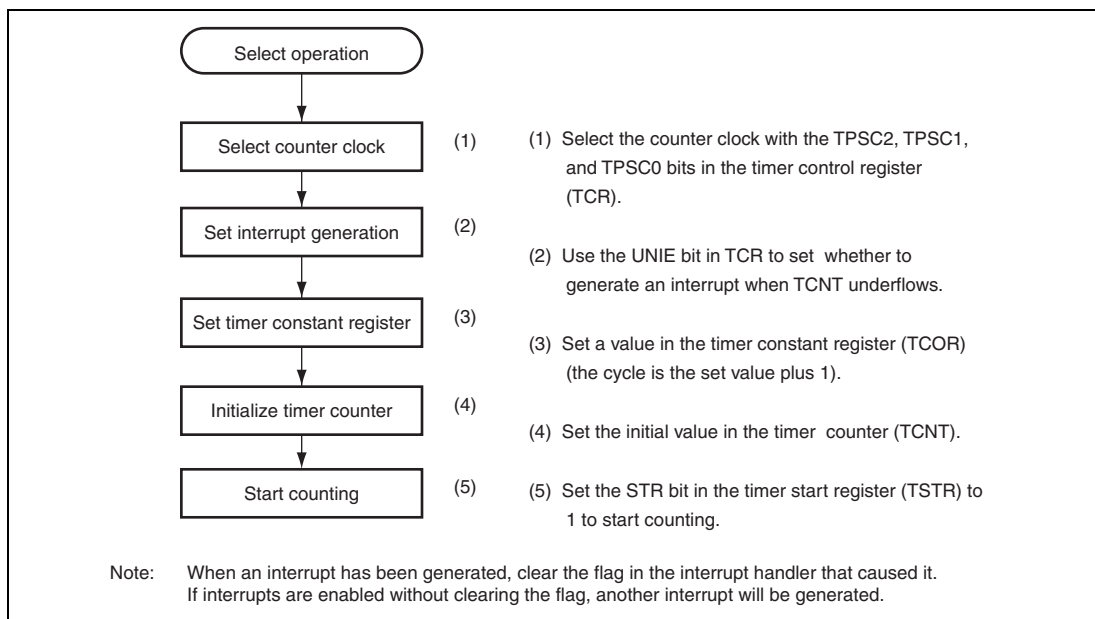 Select operation
Select counter clock
(1)
(1) Select the counter clock with the TPSC2, TPSC1,
and TPSC0 bits in the timer control register
(TCR).
Set interrupt generation
(2)
(2) Use the UNIE bit in TCR to set whether to
generate an interrupt when TCNT underflows.
Set timer constant register
(3)
(3) Set a value in the timer constant register (TCOR)
(the cycle is the set value plus 1).
Initialize timer counter
(4)
(4) Set the initial value in the timer counter (TCNT).
Start counting
(5)
(5) Set the STR bit in the timer start register (TSTR) to
1 to start counting.
Note: When an interrupt has been generated, clear the flag in the interrupt handler that caused it.
If interrupts are enabled without clearing the flag, another interrupt will be generated.